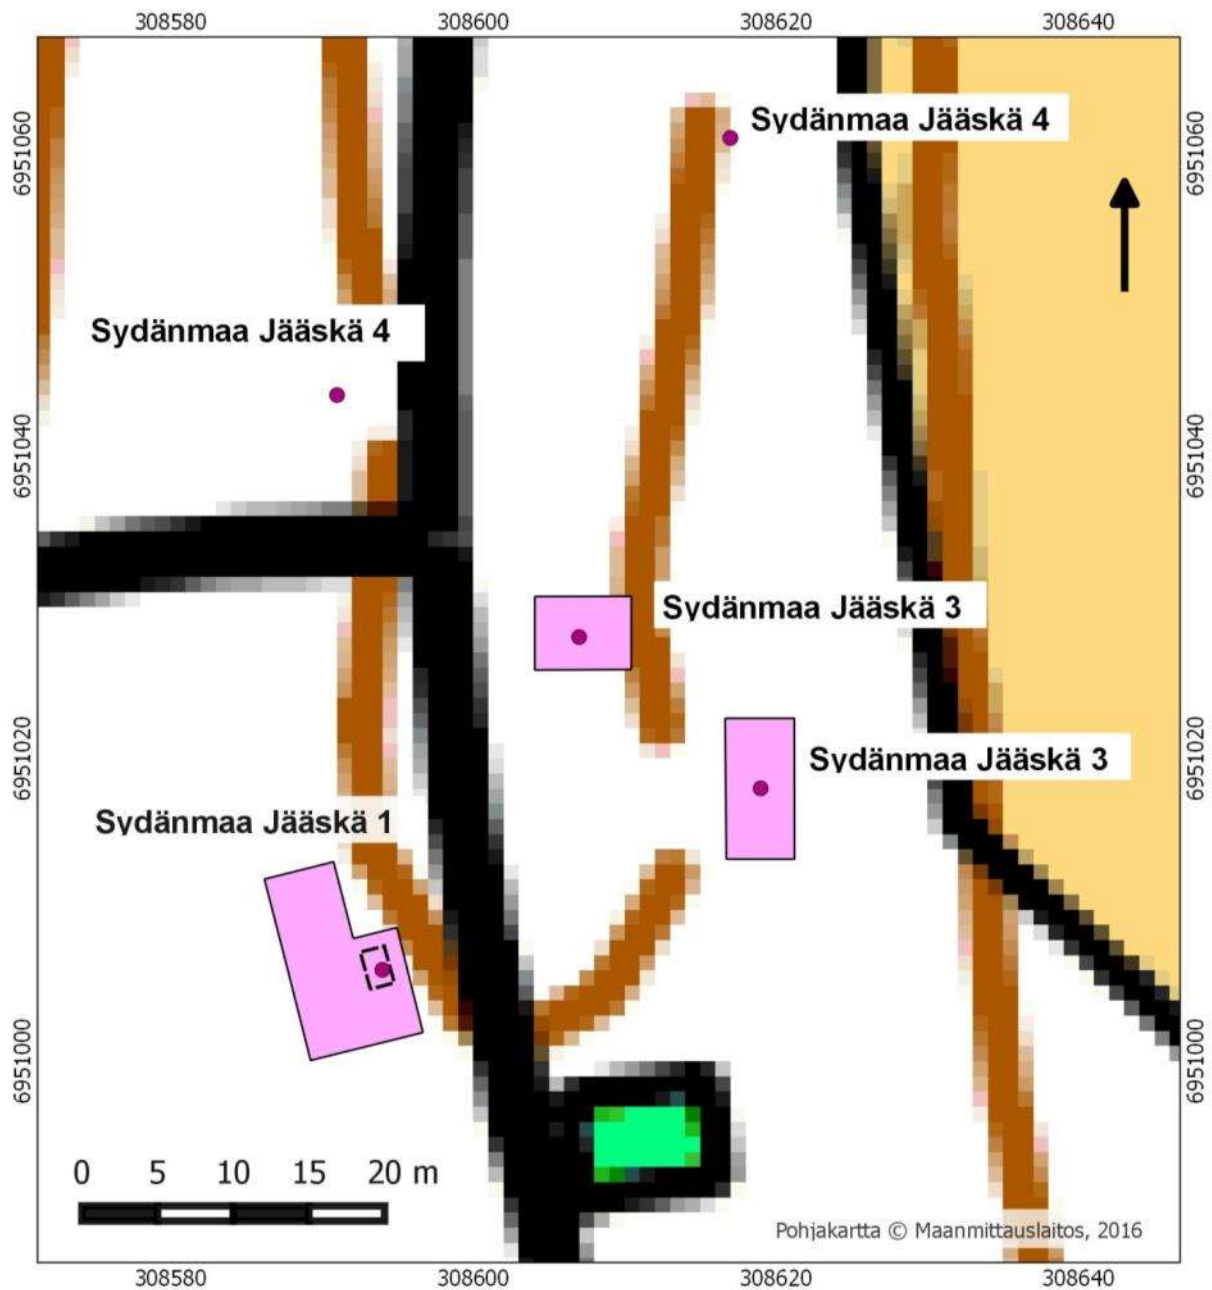 308580 308600 308620 308640
6951060
6951060
Sydänmaa Jääskä 4
Sydänmaa Jääskä 4
6951040
6951040
Sydänmaa Jääskä 3
6951020
6951020
Sydänmaa Jääskä 3
Sydänmaa Jääskä 1
6951000
6951000
0 5 10 15 20 m
Pohjakartta © Maanmittauslaitos, 2016
308580 308600 308620 308640